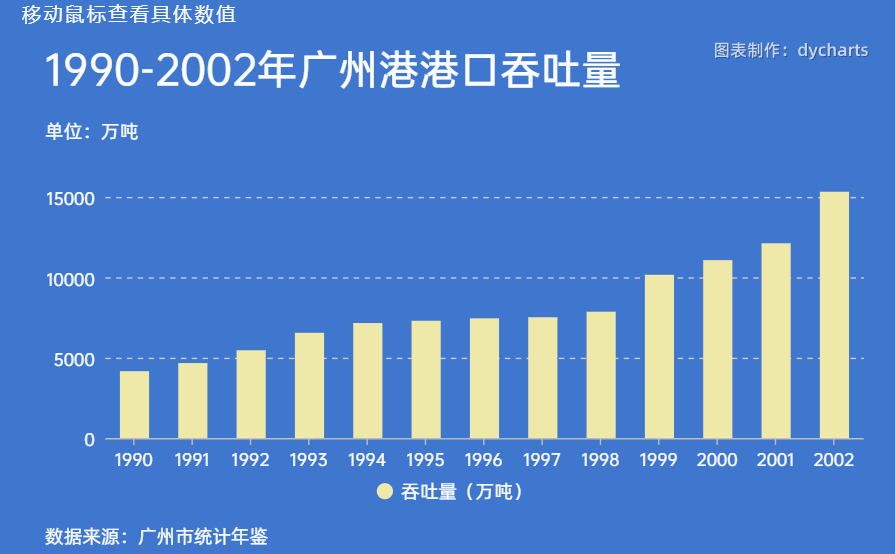 移动鼠标查看具体数值
1990-2002年广州港港口吞吐量
图表制作：dycharts
单位：万吨
15000
10000
5000
0
1990 1991 1992 1993 1994 1995 1996 1997 1998 1999 2000 2001 2002
吞吐量（万吨）
数据来源：广州市统计年鉴